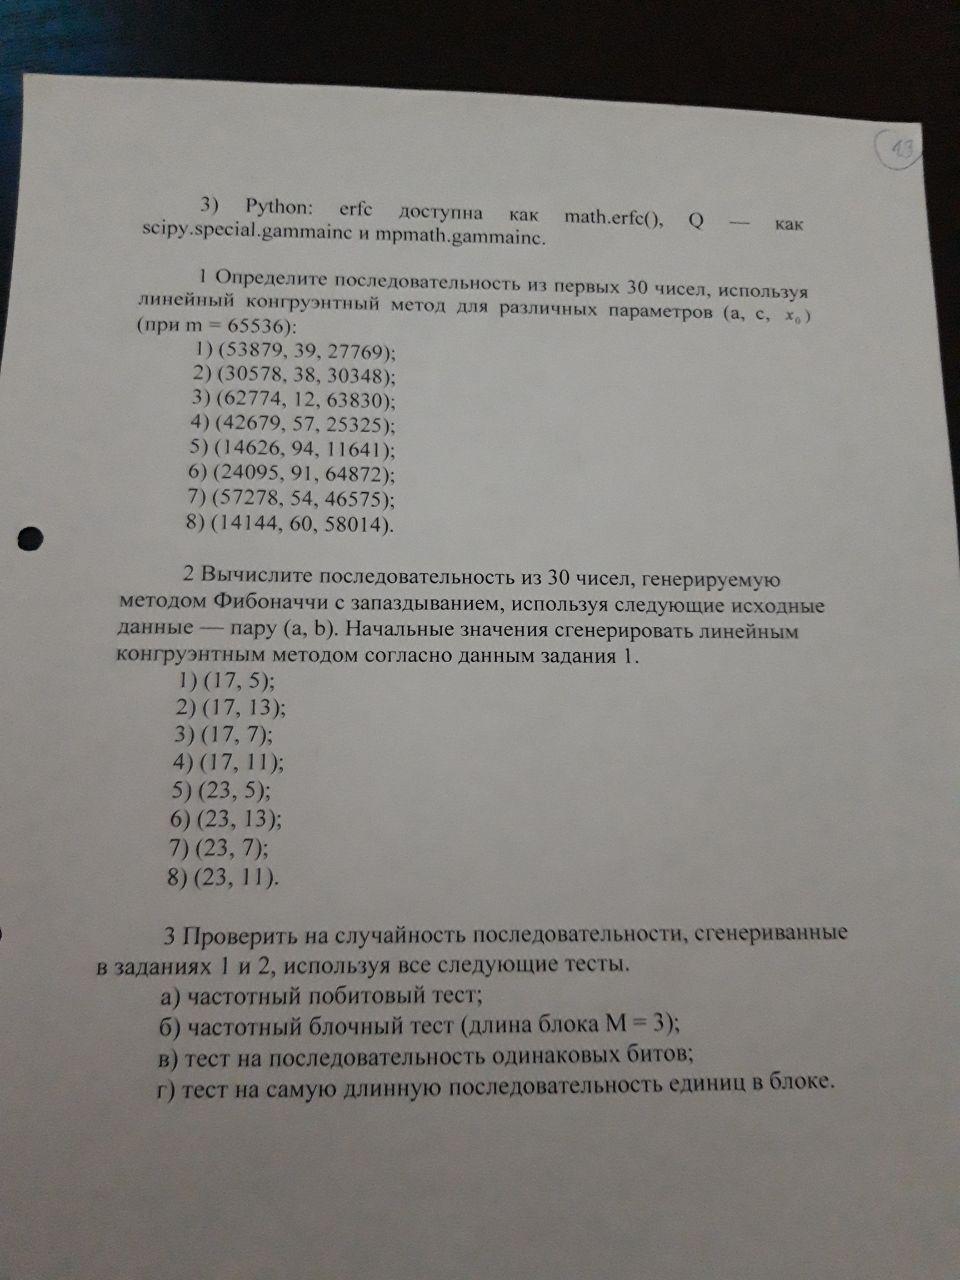 13
3) Python: erfc доступна как math.erfc(), Q — как
scipy.special.gammainc и mpmath.gammainc.
1 Определите последовательность из первых 30 чисел, используя
линейный конгруэнтный метод для различных параметров (a, c, x₀)
(при m = 65536):
1) (53879, 39, 27769);
2) (30578, 38, 30348);
3) (62774, 12, 63830);
4) (42679, 57, 25325);
5) (14626, 94, 11641);
6) (24095, 91, 64872);
7) (57278, 54, 46575);
8) (14144, 60, 58014).
2 Вычислите последовательность из 30 чисел, генерируемую
методом Фибоначчи с запаздыванием, используя следующие исходные
данные — пару (a, b). Начальные значения сгенерировать линейным
конгруэнтным методом согласно данным задания 1.
1) (17, 5);
2) (17, 13);
3) (17, 7);
4) (17, 11);
5) (23, 5);
6) (23, 13);
7) (23, 7);
8) (23, 11).
3 Проверить на случайность последовательности, сгенериванные
в заданиях 1 и 2, используя все следующие тесты.
а) частотный побитовый тест;
б) частотный блочный тест (длина блока M = 3);
в) тест на последовательность одинаковых битов;
г) тест на самую длинную последовательность единиц в блоке.